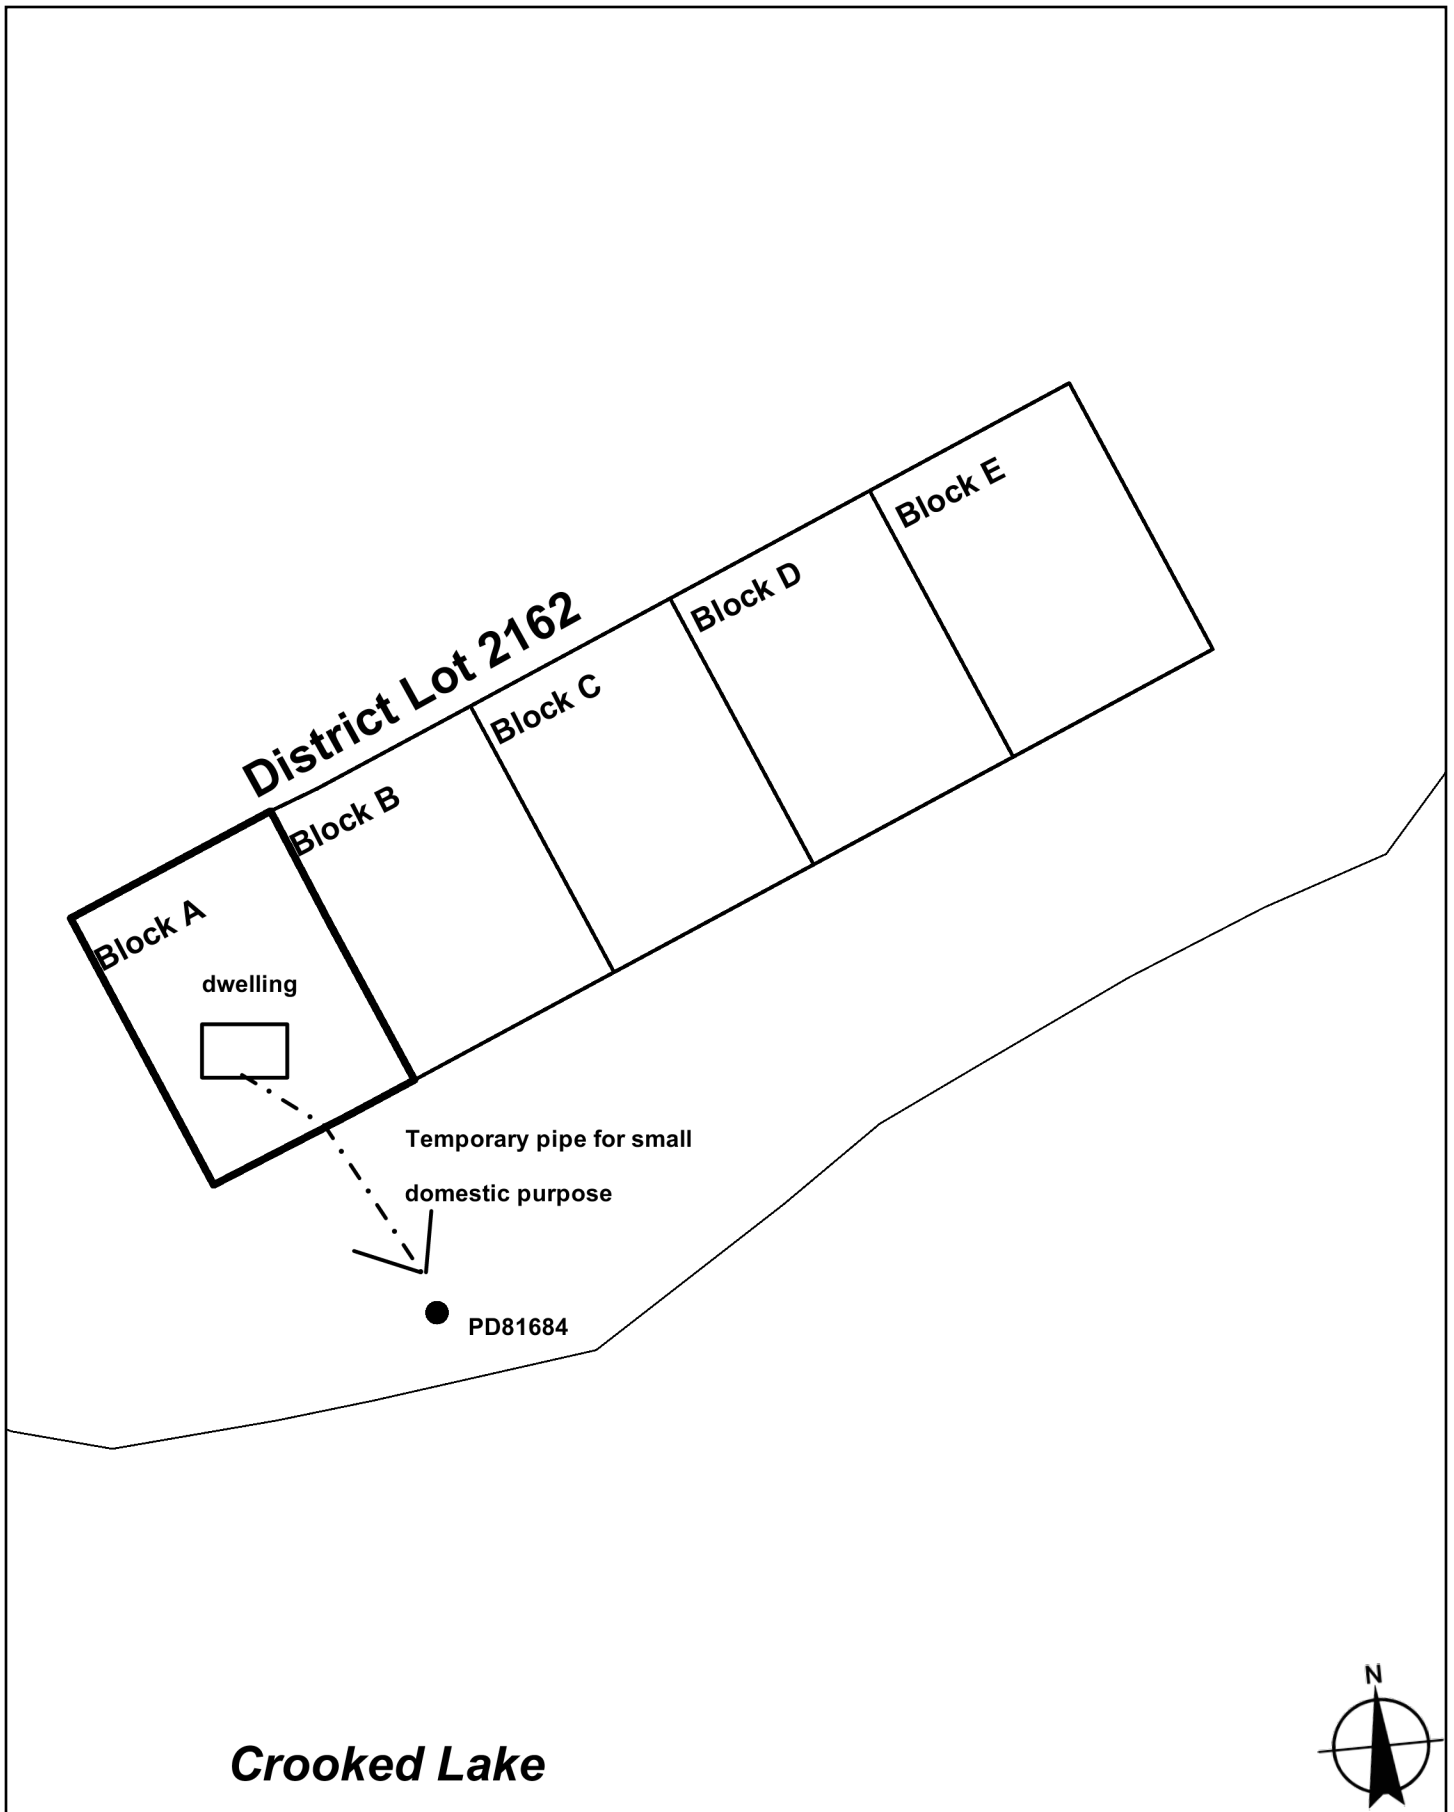 Block E
Block D
District Lot 2162
Block C
Block B
Block A
dwelling
Temporary pipe for small
domestic purpose
PD81684
N
Crooked Lake